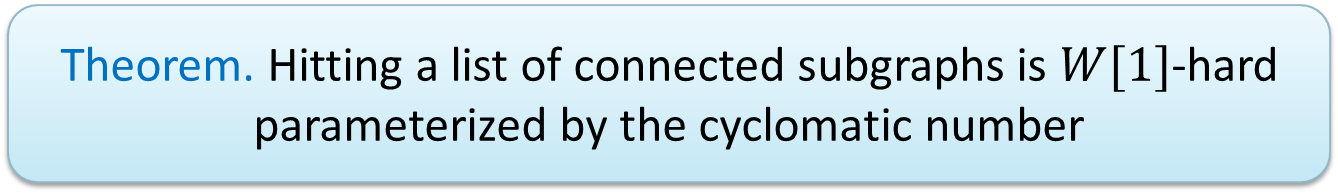 Theorem. Hitting a list of connected subgraphs is W[1]-hard
parameterized by the cyclomatic number